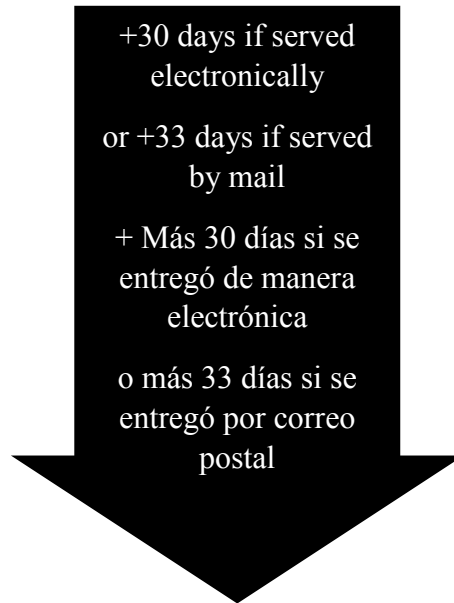 +30 days if served
electronically
or +33 days if served
by mail
+ Más 30 días si se
entregó de manera
electrónica
o más 33 días si se
entregó por correo
postal